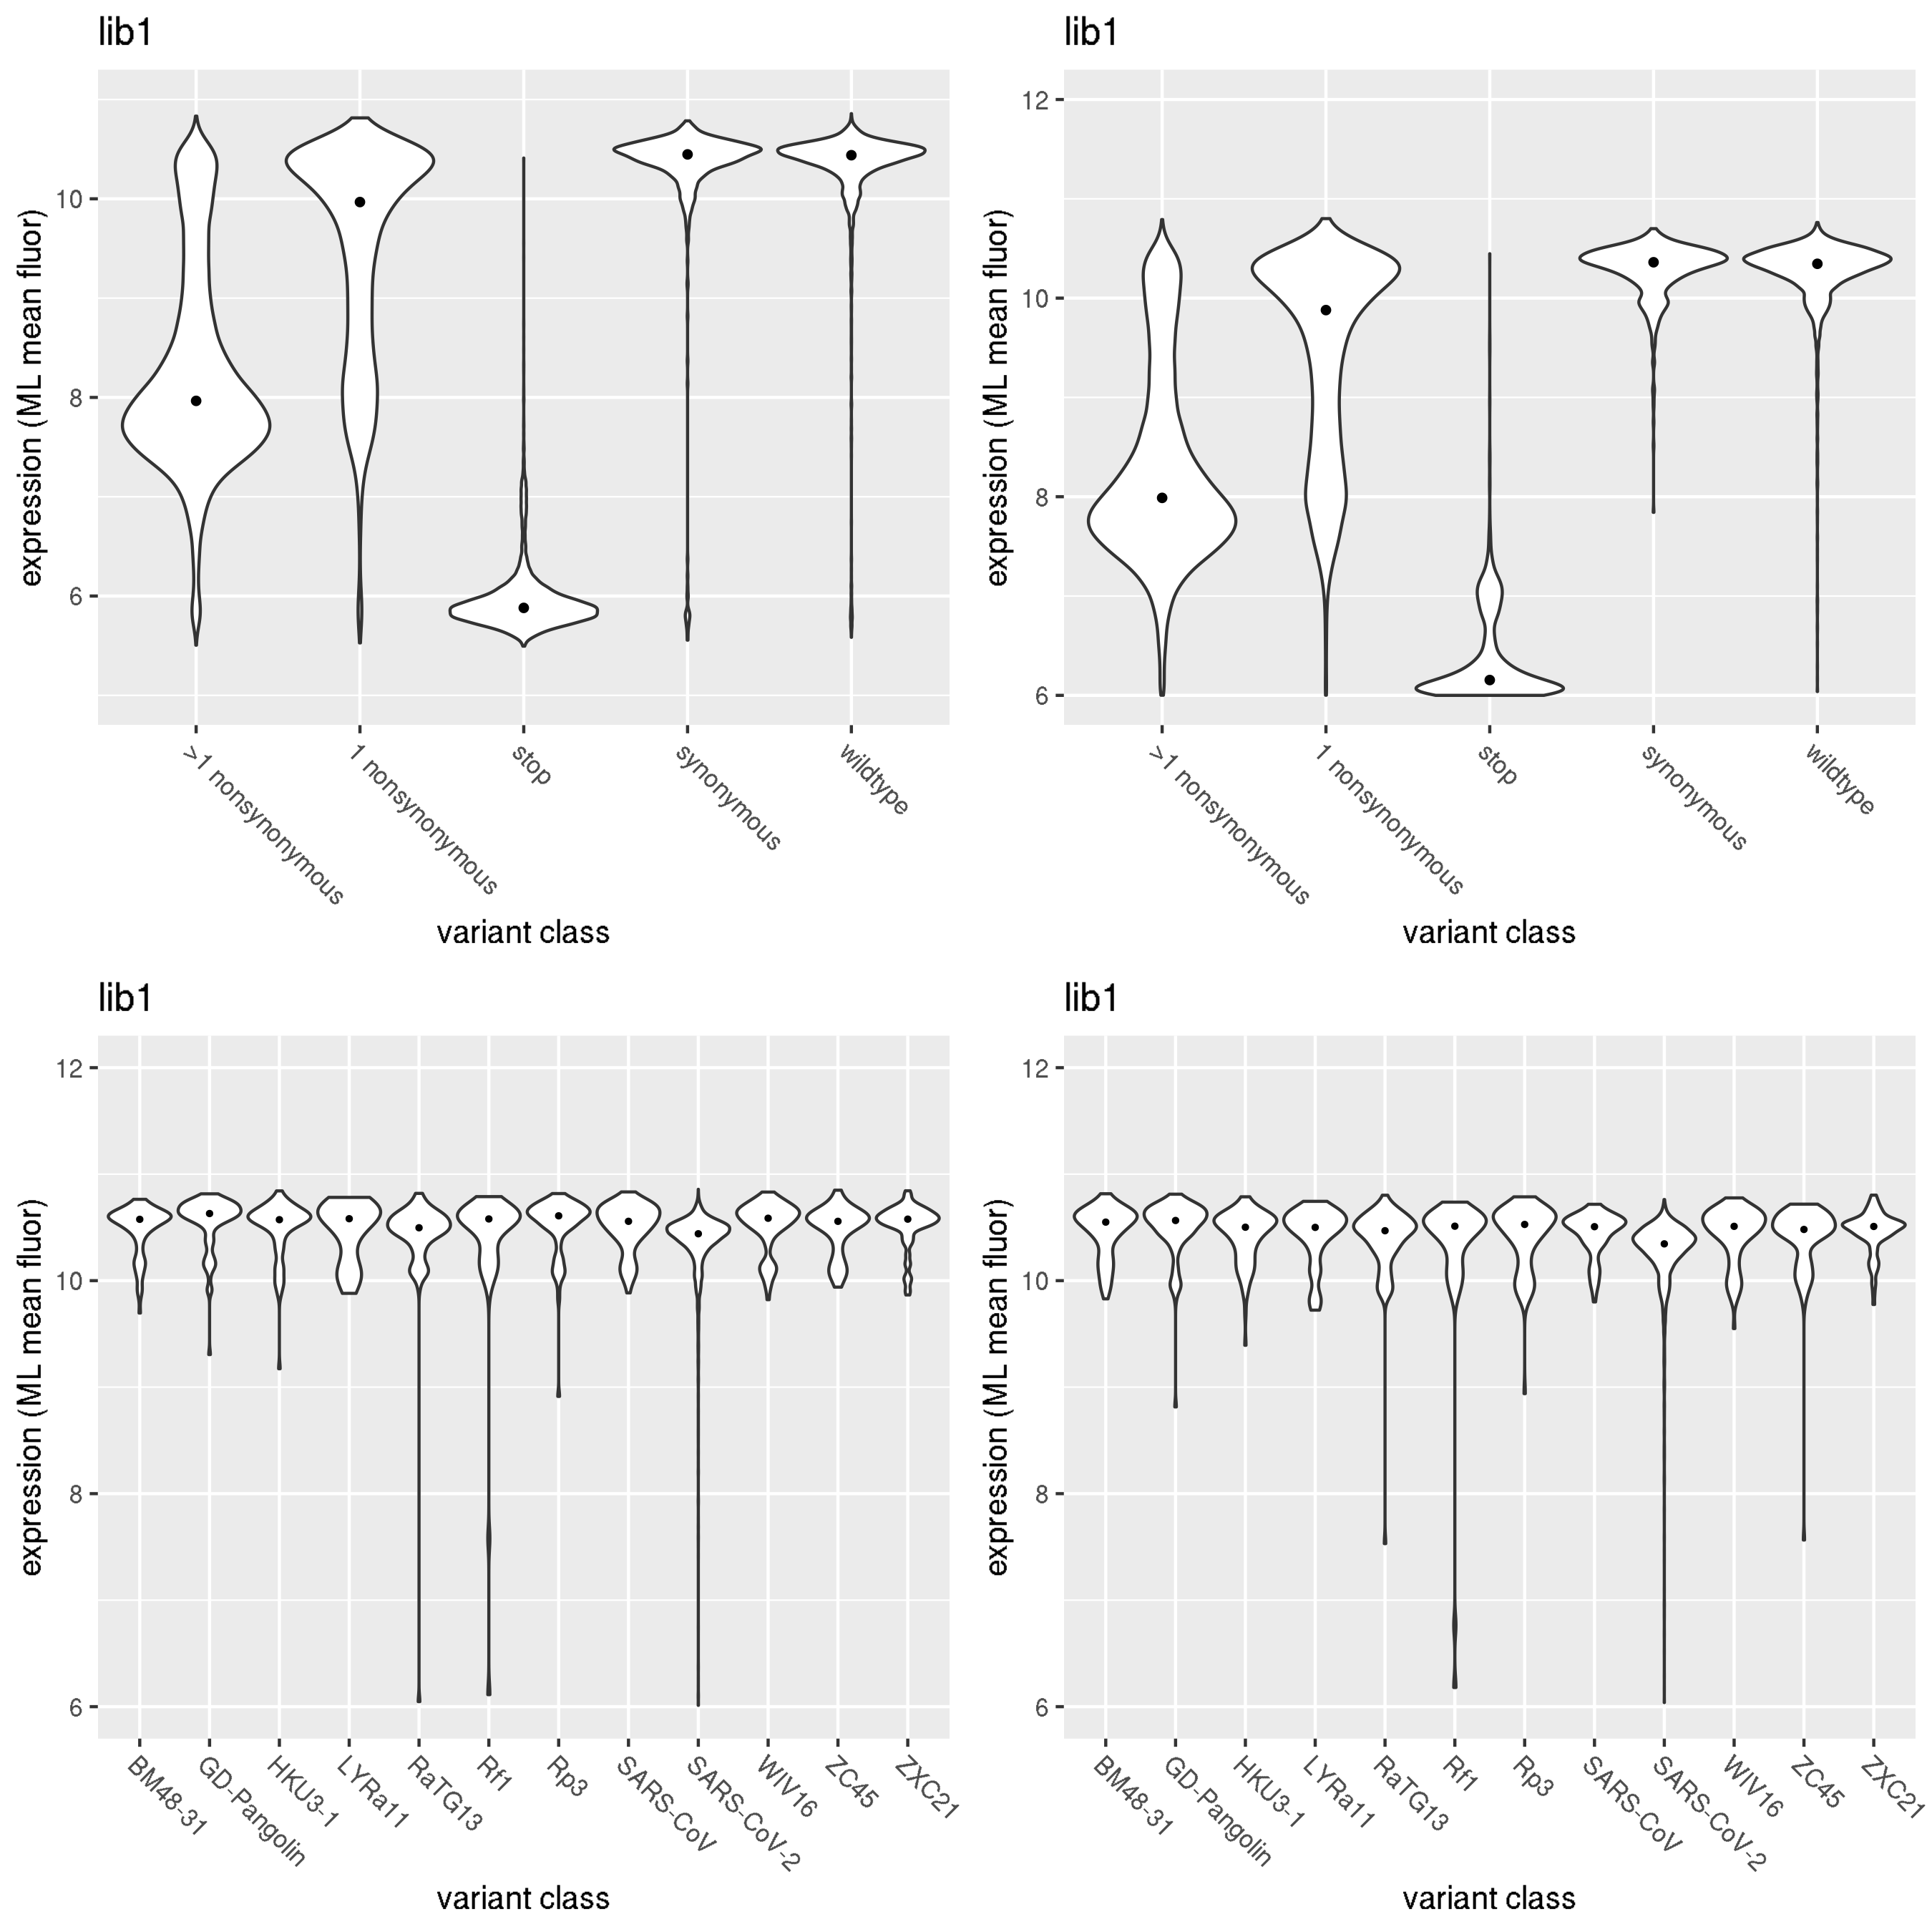 lib1
expression (ML mean fluor)
10
8
6
>1 nonsynonymous
1 nonsynonymous
stop
synonymous
wildtype
variant class
lib1
expression (ML mean fluor)
12
10
8
6
>1 nonsynonymous
1 nonsynonymous
stop
synonymous
wildtype
variant class
lib1
expression (ML mean fluor)
12
10
8
6
BM48-31
GD-Pangolin
HKU3-1
LYRa11
RaTG13
Rf1
Rp3
SARS-CoV
SARS-CoV-2
WIV16
ZC45
ZXC21
variant class
lib1
expression (ML mean fluor)
12
10
8
6
BM48-31
GD-Pangolin
HKU3-1
LYRa11
RaTG13
Rf1
Rp3
SARS-CoV
SARS-CoV-2
WIV16
ZC45
ZXC21
variant class